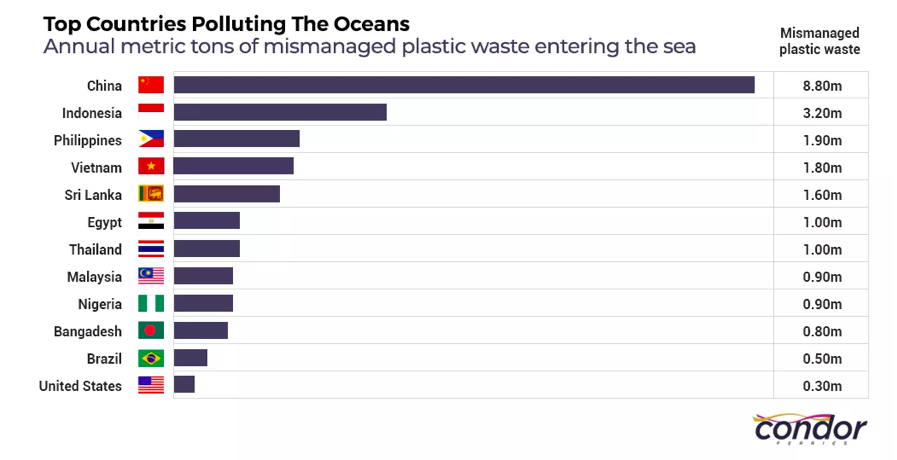 Top Countries Polluting The Oceans
Annual metric tons of mismanaged plastic waste entering the sea
Mismanaged
plastic waste
China 8.80m
Indonesia 3.20m
Philippines 1.90m
Vietnam 1.80m
Sri Lanka 1.60m
Egypt 1.00m
Thailand 1.00m
Malaysia 0.90m
Nigeria 0.90m
Bangadesh 0.80m
Brazil 0.50m
United States 0.30m
condor
FERRIES